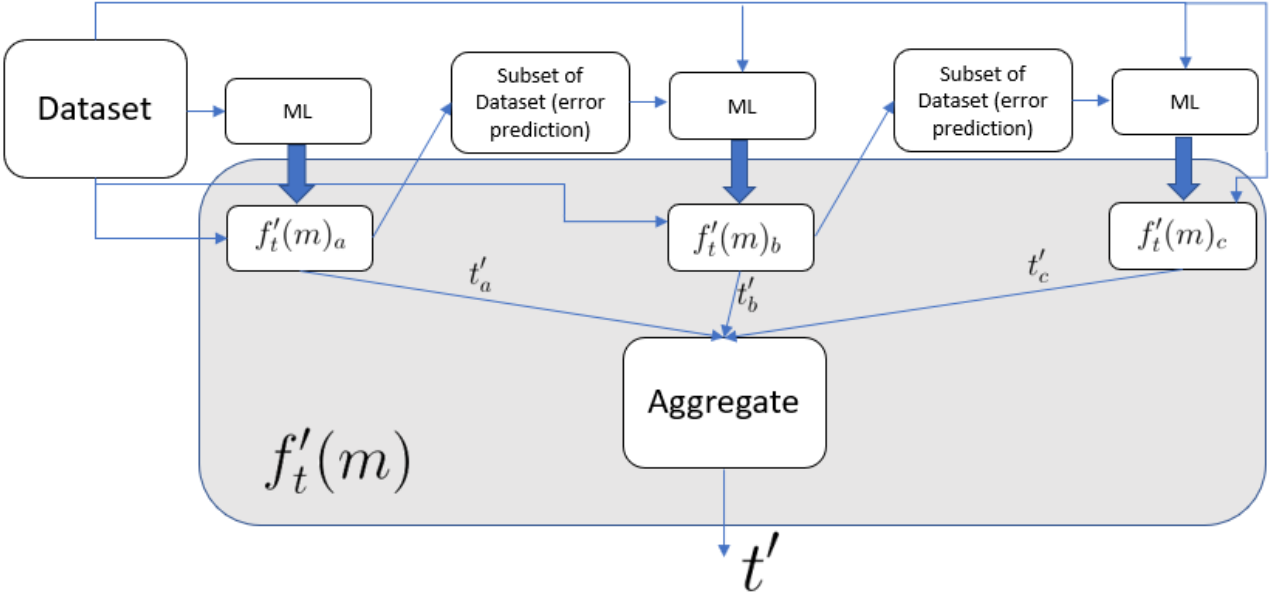 Dataset
ML
Subset of
Dataset (error
prediction)
ML
Subset of
Dataset (error
prediction)
ML
f′ₜ(m)ₐ
f′ₜ(m)_b
f′ₜ(m)_c
t′ₐ
t′_b
t′_c
Aggregate
f′ₜ(m)
t′